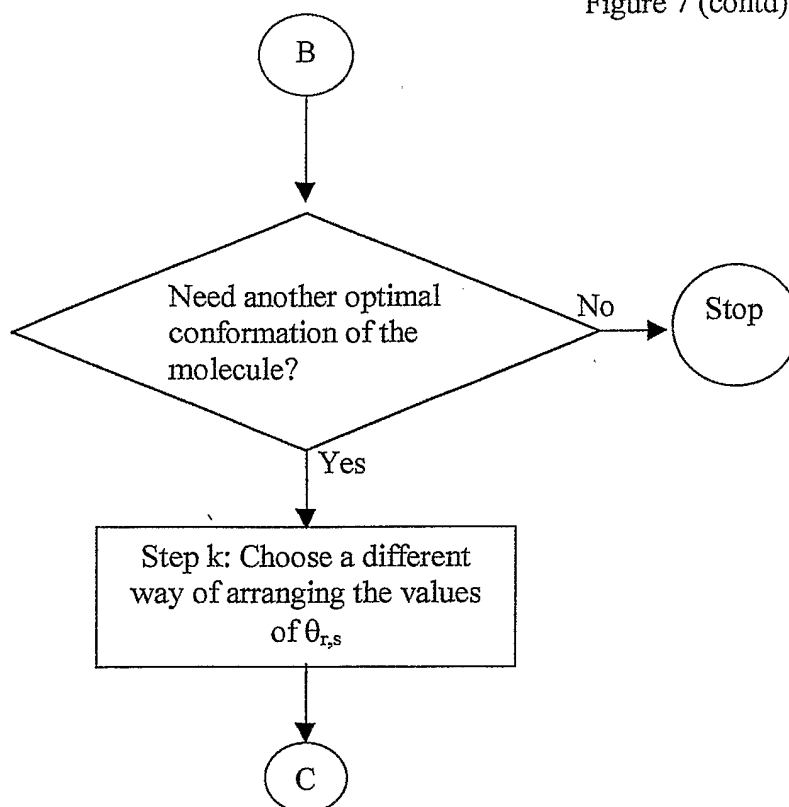 Figure 7 (contd)
B
Need another optimal
conformation of the
molecule?
No
Stop
Yes
Step k: Choose a different
way of arranging the values
of θr,s
C